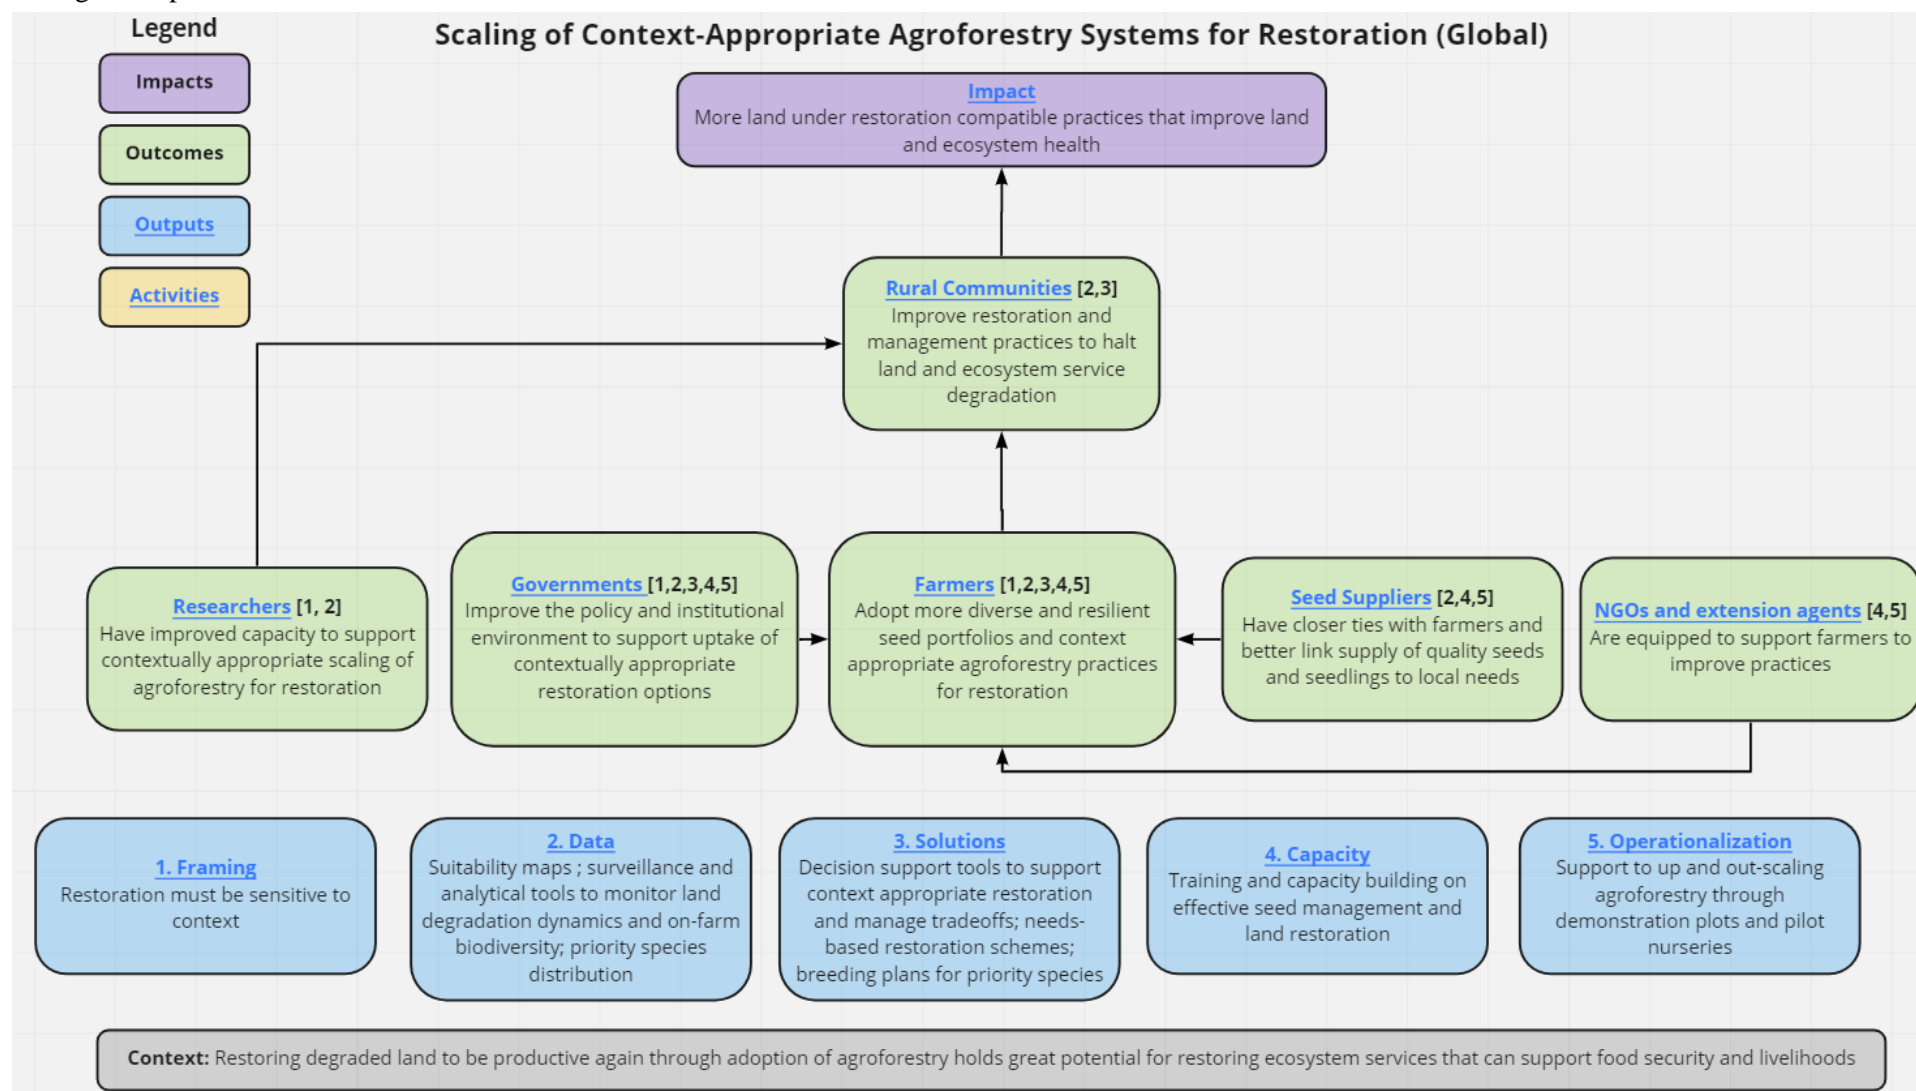 Legend
Scaling of Context-Appropriate Agroforestry Systems for Restoration (Global)
Impacts
Outcomes
Outputs
Activities
Impact
More land under restoration compatible practices that improve land
and ecosystem health
Rural Communities [2,3]
Improve restoration and
management practices to halt
land and ecosystem service
degradation
Researchers [1, 2]
Have improved capacity to support
contextually appropriate scaling of
agroforestry for restoration
Governments [1,2,3,4,5]
Improve the policy and institutional
environment to support uptake of
contextually appropriate
restoration options
Farmers [1,2,3,4,5]
Adopt more diverse and resilient
seed portfolios and context
appropriate agroforestry practices
for restoration
Seed Suppliers [2,4,5]
Have closer ties with farmers and
better link supply of quality seeds
and seedlings to local needs
NGOs and extension agents [4,5]
Are equipped to support farmers to
improve practices
1. Framing
Restoration must be sensitive to
context
2. Data
Suitability maps ; surveillance and
analytical tools to monitor land
degradation dynamics and on-farm
biodiversity; priority species
distribution
3. Solutions
Decision support tools to support
context appropriate restoration
and manage tradeoffs; needs-
based restoration schemes;
breeding plans for priority species
4. Capacity
Training and capacity building on
effective seed management and
land restoration
5. Operationalization
Support to up and out-scaling
agroforestry through
demonstration plots and pilot
nurseries
Context: Restoring degraded land to be productive again through adoption of agroforestry holds great potential for restoring ecosystem services that can support food security and livelihoods